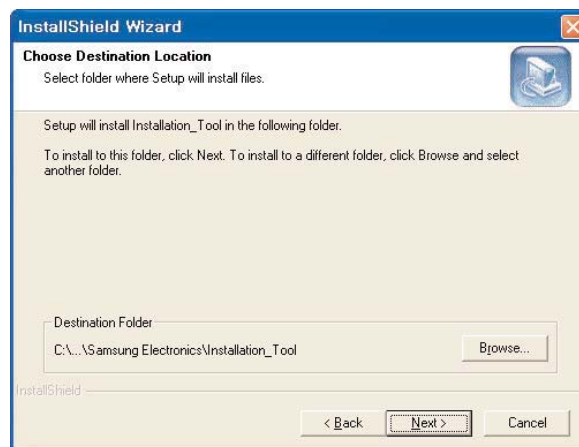 InstallShield Wizard
Choose Destination Location
Select folder where Setup will install files.
Setup will install Installation_Tool in the following folder.
To install to this folder, click Next. To install to a different folder, click Browse and select
another folder.
Destination Folder
C:\...\Samsung Electronics\Installation_Tool
Browse...
InstallShield
< Back
Next >
Cancel